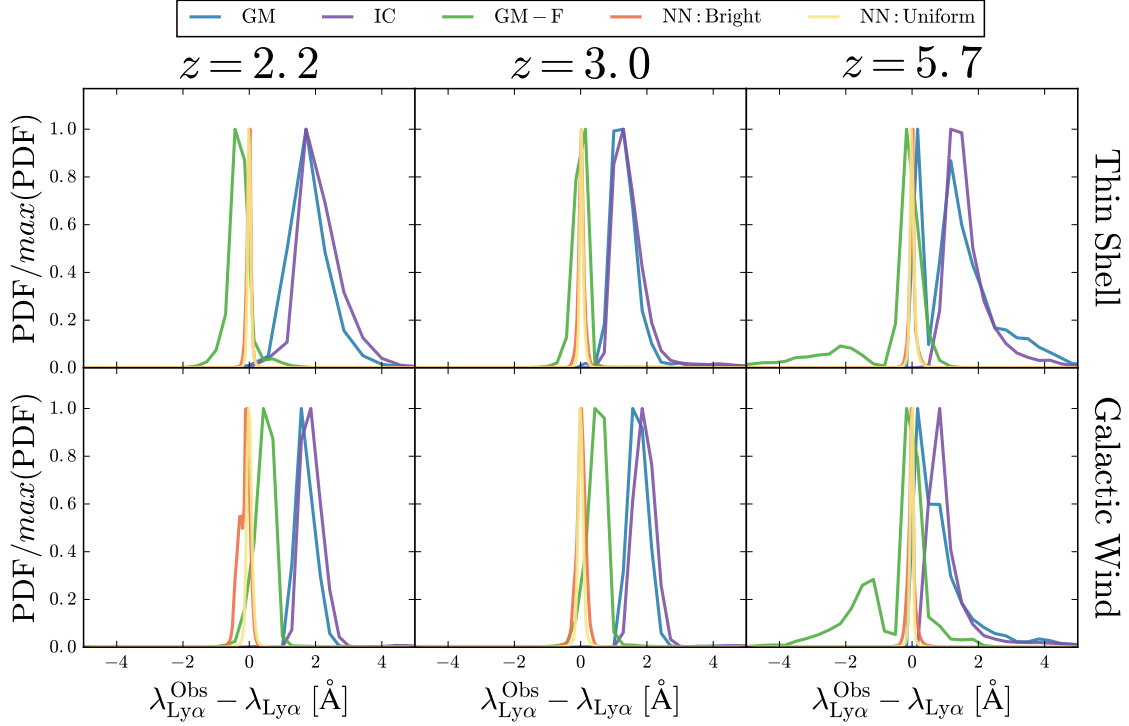 GM IC GM – F NN : Bright NN : Uniform
z = 2.2 z = 3.0 z = 5.7
PDF/max(PDF)
1.0
0.8
0.6
0.4
0.2
0.0
Thin Shell
PDF/max(PDF)
1.0
0.8
0.6
0.4
0.2
0.0
Galactic Wind
−4 −2 0 2 4 −4 −2 0 2 4 −4 −2 0 2 4
λ^Obs_Lyα − λ_Lyα [Å] λ^Obs_Lyα − λ_Lyα [Å] λ^Obs_Lyα − λ_Lyα [Å]